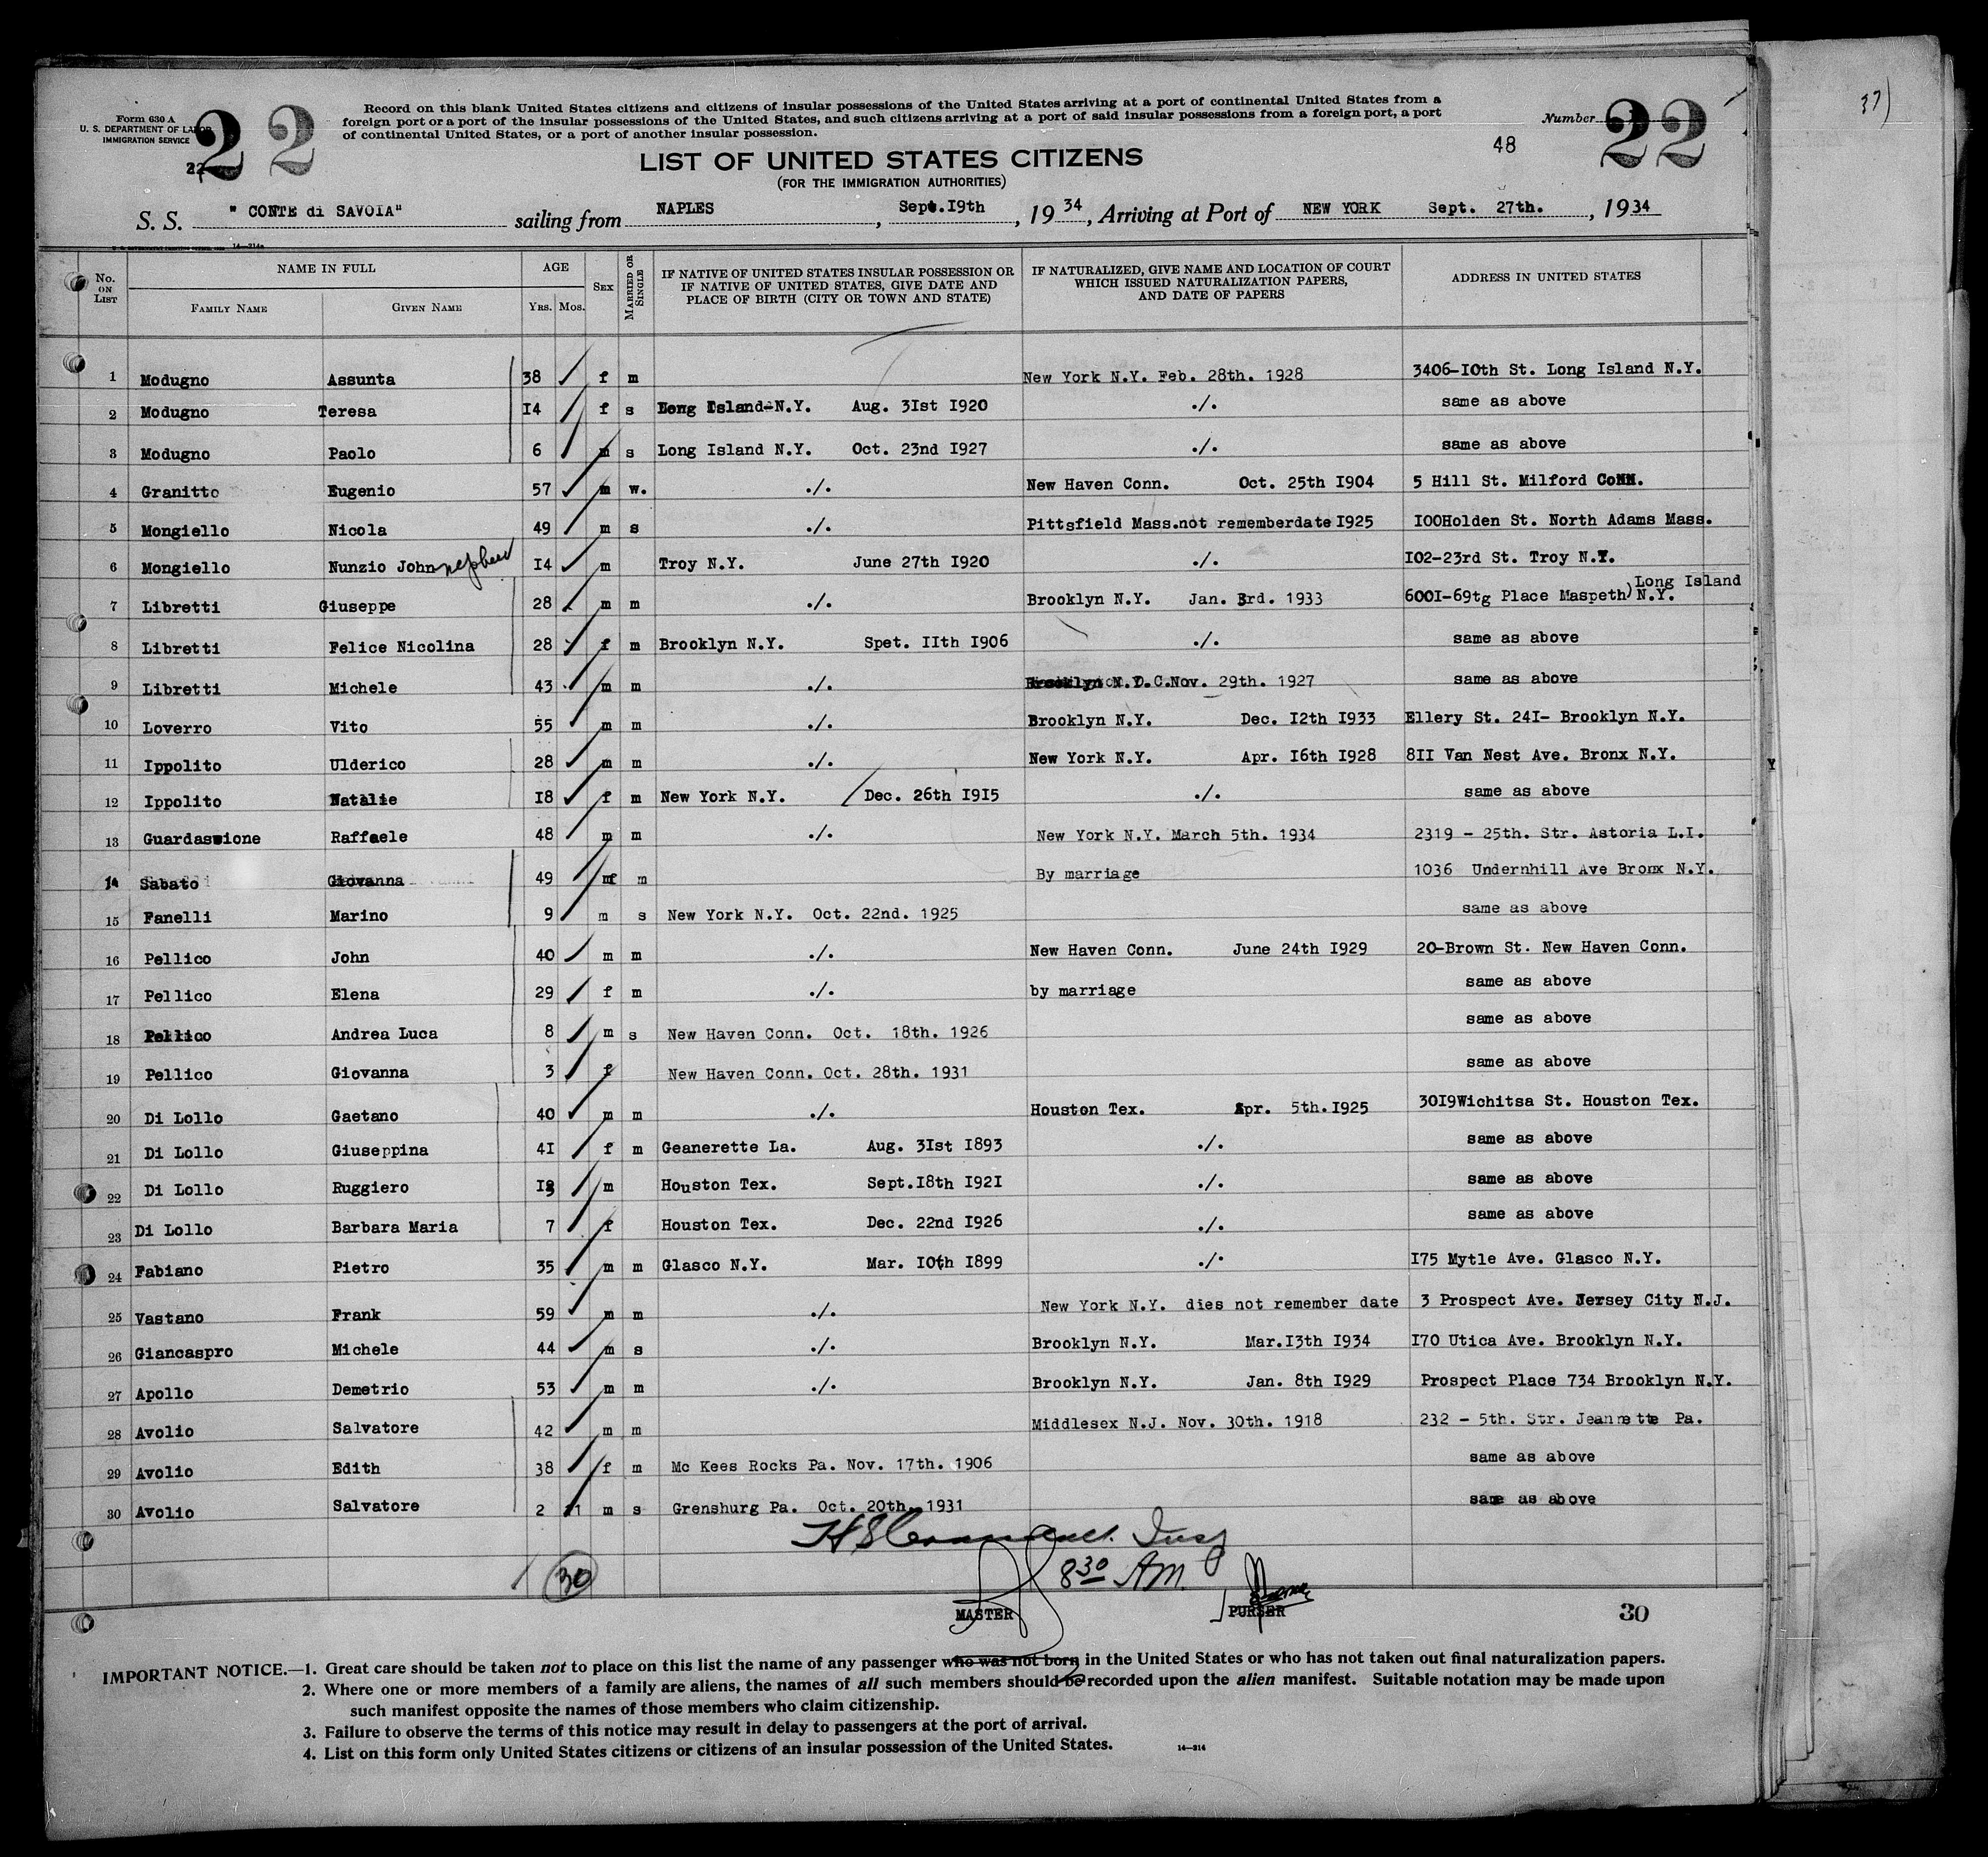 37)
Form 630 A
U. S. DEPARTMENT OF LABOR
IMMIGRATION SERVICE
22
22
Record on this blank United States citizens and citizens of insular possessions of the United States arriving at a port of continental United States from a
foreign port or a port of the insular possessions of the United States, and such citizens arriving at a port of said insular possessions from a foreign port, a port
of continental United States, or a port of another insular possession.
Number 22
48
LIST OF UNITED STATES CITIZENS
(FOR THE IMMIGRATION AUTHORITIES)
S. S. " CONTE di SAVOIA" sailing from NAPLES, Sept.19th, 1934, Arriving at Port of NEW YORK Sept. 27th., 1934
14—214a
No. ON LIST NAME IN FULL AGE SEX MARRIED OR SINGLE IF NATIVE OF UNITED STATES INSULAR POSSESSION OR IF NATIVE OF UNITED STATES, GIVE DATE AND PLACE OF BIRTH (CITY OR TOWN AND STATE) IF NATURALIZED, GIVE NAME AND LOCATION OF COURT WHICH ISSUED NATURALIZATION PAPERS, AND DATE OF PAPERS ADDRESS IN UNITED STATES
FAMILY NAME GIVEN NAME YRS. MOS.
1 Modugno Assunta 38 f m New York N.Y. Feb. 28th. 1928 3406-10th St. Long Island N.Y.
2 Modugno Teresa 14 f s Long Island-N.Y. Aug. 31st 1920 ./. same as above
3 Modugno Paolo 6 m s Long Island N.Y. Oct. 23nd 1927 ./. same as above
4 Granitto Eugenio 57 m w. ./. New Haven Conn. Oct. 25th 1904 5 Hill St. Milford CoNN.
5 Mongiello Nicola 49 m s ./. Pittsfield Mass.not rememberdate 1925 100Holden St. North Adams Mass.
6 Mongiello Nunzio John nephew 14 m Troy N.Y. June 27th 1920 ./. 102-23rd St. Troy N.Y.
7 Libretti Giuseppe 28 m m ./. Brooklyn N.Y. Jan. 3rd. 1933 6001-69tg Place Maspeth) Long Island N.Y.
8 Libretti Felice Nicolina 28 f m Brooklyn N.Y. Spet. 11th 1906 ./. same as above
9 Libretti Michele 43 m m ./. D.C.Nov. 29th. 1927 same as above
10 Loverro Vito 55 m m ./. Brooklyn N.Y. Dec. 12th 1933 Ellery St. 241- Brooklyn N.Y.
11 Ippolito Ulderico 28 m m ./. New York N.Y. Apr. 16th 1928 811 Van Nest Ave. Bronx N.Y.
12 Ippolito Natalie 18 f m New York N.Y. Dec. 26th 1915 ./. same as above
13 Guardascione Raffaele 48 m m ./. New York N.Y. March 5th. 1934 2319 - 25th. Str. Astoria L.I.
14 Sabato Giovanna 49 f m By marriage 1036 Undernhill Ave Bronx N.Y.
15 Fanelli Marino 9 m s New York N.Y. Oct. 22nd. 1925 same as above
16 Pellico John 40 m m ./. New Haven Conn. June 24th 1929 20-Brown St. New Haven Conn.
17 Pellico Elena 29 f m ./. by marriage same as above
18 Pellico Andrea Luca 8 m s New Haven Conn. Oct. 18th. 1926 same as above
19 Pellico Giovanna 3 f New Haven Conn. Oct. 28th. 1931 same as above
20 Di Lollo Gaetano 40 m m ./. Houston Tex. Apr. 5th.1925 3019Wichitsa St. Houston Tex.
21 Di Lollo Giuseppina 41 f m Geanerette La. Aug. 31st 1893 ./. same as above
22 Di Lollo Ruggiero 13 m Houston Tex. Sept.18th 1921 ./. same as above
23 Di Lollo Barbara Maria 7 f Houston Tex. Dec. 22nd 1926 ./. same as above
24 Fabiano Pietro 35 m m Glasco N.Y. Mar. 10th 1899 ./. 175 Mytle Ave. Glasco N.Y.
25 Vastano Frank 59 m m ./. New York N.Y. dies not remember date 3 Prospect Ave. Jersey City N.J.
26 Giancaspro Michele 44 m s ./. Brooklyn N.Y. Mar.13th 1934 170 Utica Ave. Brooklyn N.Y.
27 Apollo Demetrio 53 m m ./. Brooklyn N.Y. Jan. 8th 1929 Prospect Place 734 Brooklyn N.Y.
28 Avolio Salvatore 42 m m Middlesex N.J. Nov. 30th. 1918 232 - 5th. Str. Jeannette Pa.
29 Avolio Edith 38 f m Mc Kees Rocks Pa. Nov. 17th. 1906 same as above
30 Avolio Salvatore 2 11 m s Grenshurg Pa. Oct. 20th. 1931 same as above
Insp
30 8 30 AM
MASTER PURSER 30
IMPORTANT NOTICE.—1. Great care should be taken not to place on this list the name of any passenger who was not born in the United States or who has not taken out final naturalization papers.
2. Where one or more members of a family are aliens, the names of all such members should be recorded upon the alien manifest. Suitable notation may be made upon
such manifest opposite the names of those members who claim citizenship.
3. Failure to observe the terms of this notice may result in delay to passengers at the port of arrival.
4. List on this form only United States citizens or citizens of an insular possession of the United States.
14—214